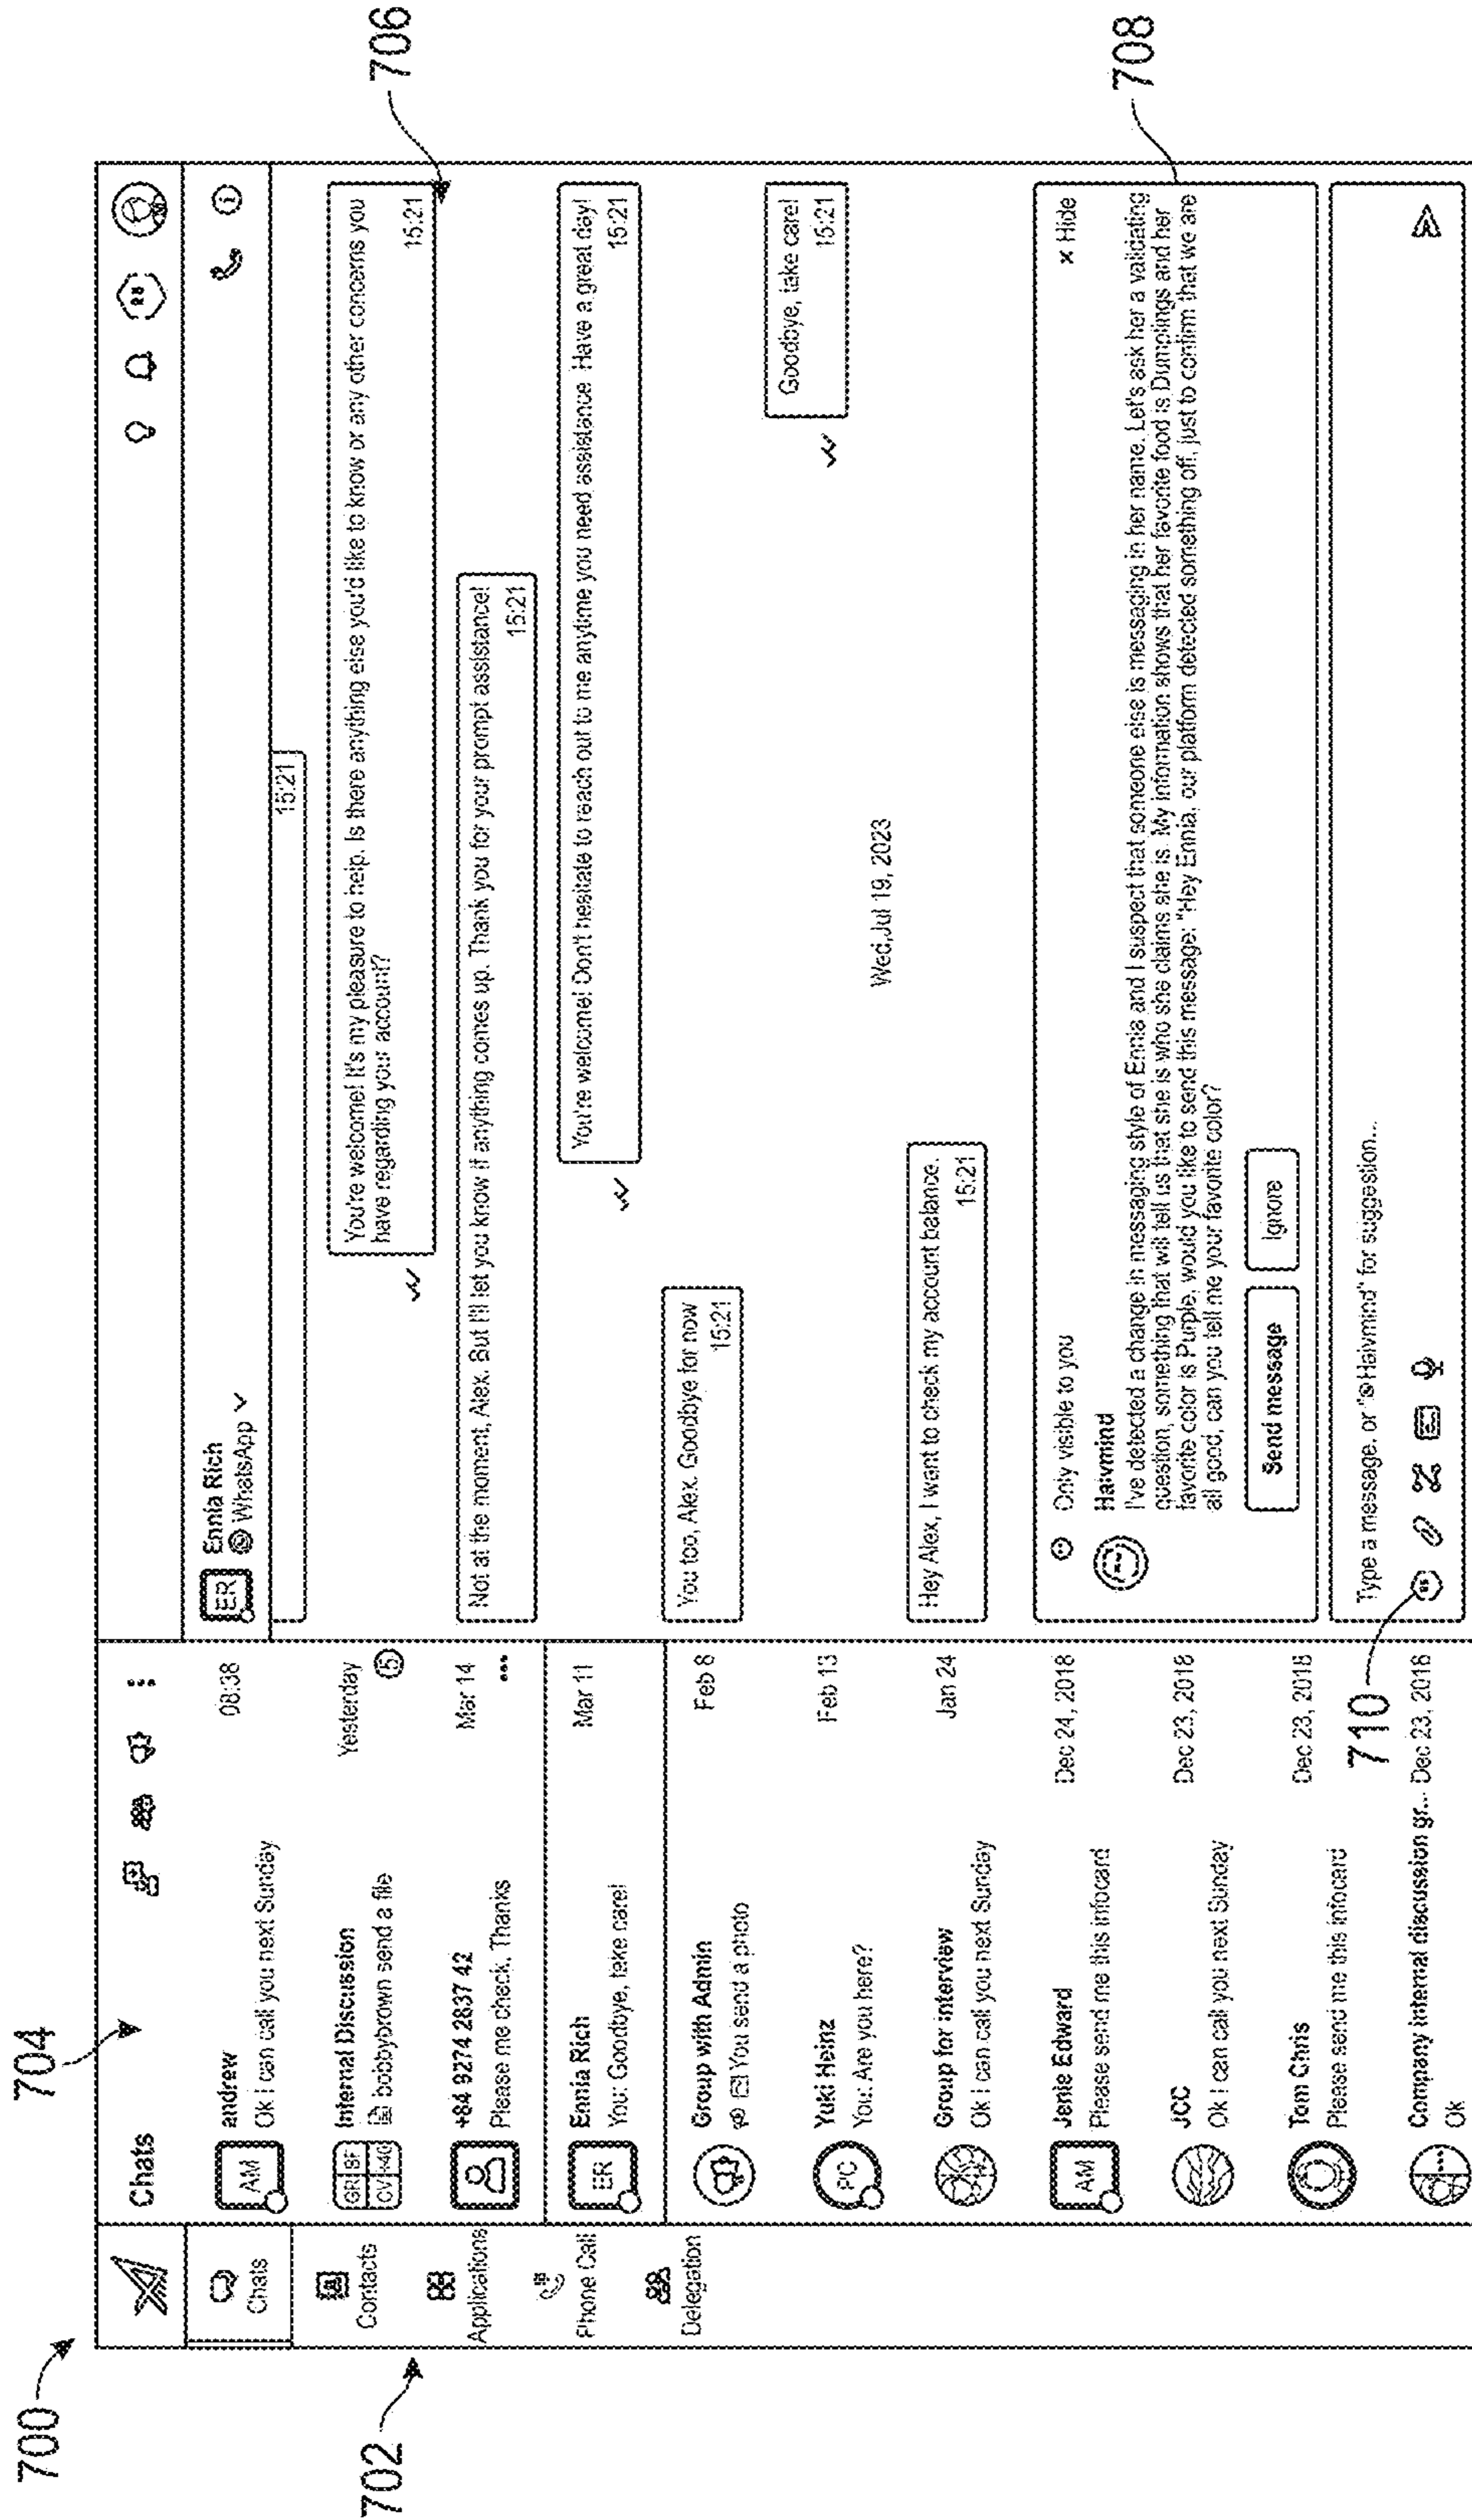 700
702
704
706
708
710
Chats
Contacts
Applications
Phone Call
Delegation
Chats
AM
andrew
08:38
Ok I can call you next Sunday
GR
SF
CV
Internal Discussion
Yesterday
bobbybrown send a file
5
+84 9274 2837 42
Mar 14
Please me check, Thanks
ER
Ennia Rich
Mar 11
You: Goodbye, take care!
Group with Admin
Feb 8
You send a photo
PC
Yuki Heinz
Feb 13
You: Are you here?
Group for interview
Jan 24
Ok I can call you next Sunday
AM
Jenie Edward
Dec 24, 2018
Please send me this infocard
JCC
Dec 23, 2018
Ok I can call you next Sunday
Tom Chris
Dec 23, 2018
Please send me this infocard
Company internal discussion gr... Dec 23, 2018
Ok
ER
Ennia Rich
WhatsApp
15:21
You're welcome! It's my pleasure to help. Is there anything else you'd like to know or any other concerns you
have regarding your account?
15:21
Not at the moment, Alex. But I'll let you know if anything comes up. Thank you for your prompt assistance!
15:21
You're welcome! Don't hesitate to reach out to me anytime you need assistance. Have a great day!
15:21
You too, Alex. Goodbye for now
15:21
Goodbye, take care!
15:21
Wed,Jul 19, 2023
Hey Alex, I want to check my account balance.
15:21
Only visible to you
× Hide
Haivmind
I've detected a change in messaging style of Ennia and I suspect that someone else is messaging in her name. Let's ask her a validating
question, something that will tell us that she is who she claims she is. My information shows that her favorite food is Dumplings and her
favorite color is Purple, would you like to send this message: "Hey Ennia, our platform detected something off, just to confirm that we are
all good, can you tell me your favorite color?
Send message
Ignore
Type a message, or "@Haivmind" for suggestion...